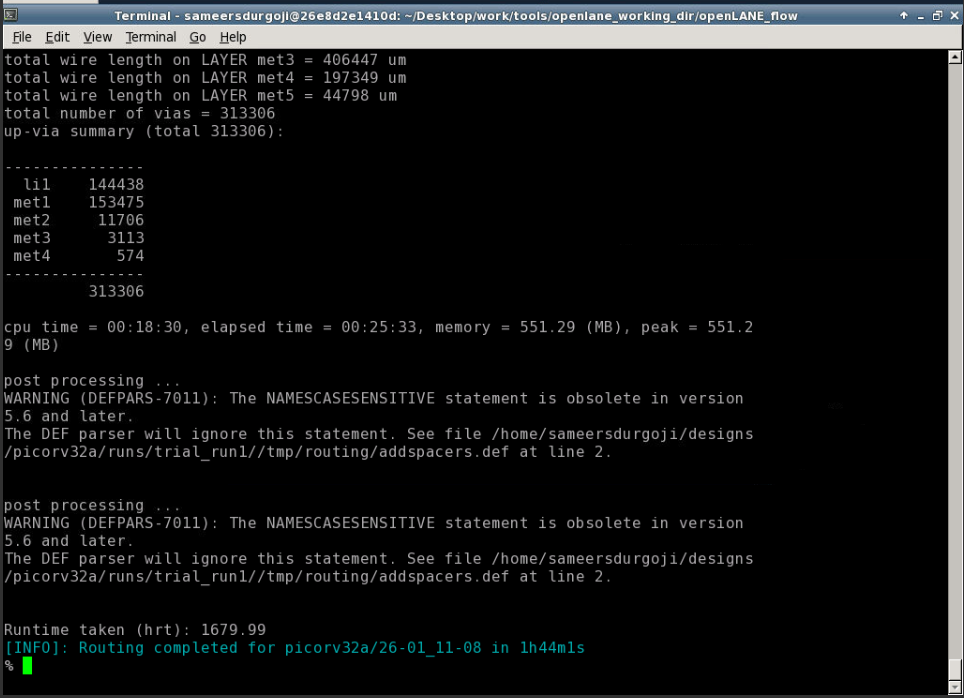 Terminal - sameersdurgoji@26e8d2e1410d: ~/Desktop/work/tools/openlane_working_dir/openLANE_flow
File Edit View Terminal Go Help
total wire length on LAYER met3 = 406447 um
total wire length on LAYER met4 = 197349 um
total wire length on LAYER met5 = 44798 um
total number of vias = 313306
up-via summary (total 313306):
---------------
li1 144438
met1 153475
met2 11706
met3 3113
met4 574
---------------
313306
cpu time = 00:18:30, elapsed time = 00:25:33, memory = 551.29 (MB), peak = 551.2
9 (MB)
post processing ...
WARNING (DEFPARS-7011): The NAMESCASESENSITIVE statement is obsolete in version
5.6 and later.
The DEF parser will ignore this statement. See file /home/sameersdurgoji/designs
/picorv32a/runs/trial_run1//tmp/routing/addspacers.def at line 2.
post processing ...
WARNING (DEFPARS-7011): The NAMESCASESENSITIVE statement is obsolete in version
5.6 and later.
The DEF parser will ignore this statement. See file /home/sameersdurgoji/designs
/picorv32a/runs/trial_run1//tmp/routing/addspacers.def at line 2.
Runtime taken (hrt): 1679.99
[INFO]: Routing completed for picorv32a/26-01_11-08 in 1h44m1s
%